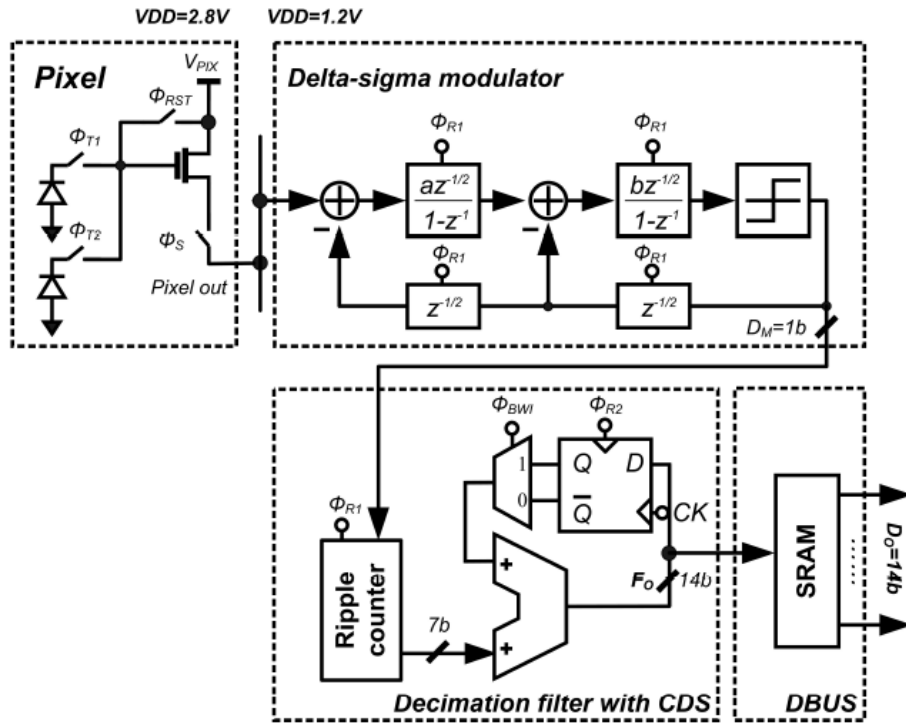 VDD=2.8V VDD=1.2V
Pixel
V_PIX
Φ_RST
Φ_T1
Φ_T2
Φ_S
Pixel out
Delta-sigma modulator
Φ_R1 Φ_R1
az^-1/2
1-z^-1
bz^-1/2
1-z^-1
Φ_R1 Φ_R1
z^-1/2 z^-1/2
D_M=1b
Φ_BWI Φ_R2
1 Q D
0 Q̅ CK
Φ_R1
Ripple
counter
7b
+
+
F_O 14b
Decimation filter with CDS
SRAM
D_O=14b
DBUS